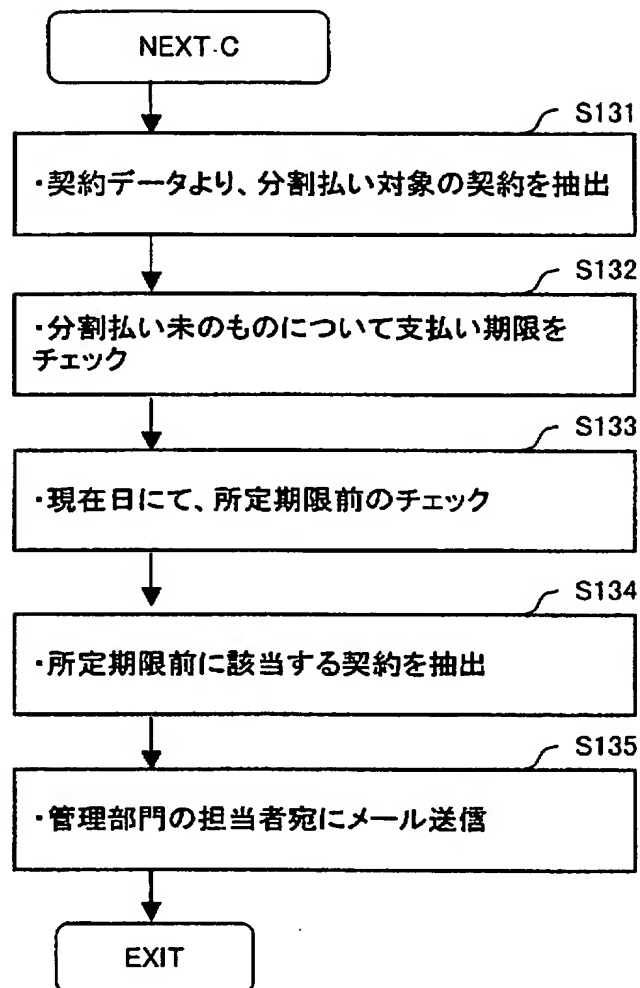 NEXT-C
S131
・契約データより、分割払い対象の契約を抽出
S132
・分割払い未のものについて支払い期限を
チェック
S133
・現在日にて、所定期限前のチェック
S134
・所定期限前に該当する契約を抽出
S135
・管理部門の担当者宛にメール送信
EXIT